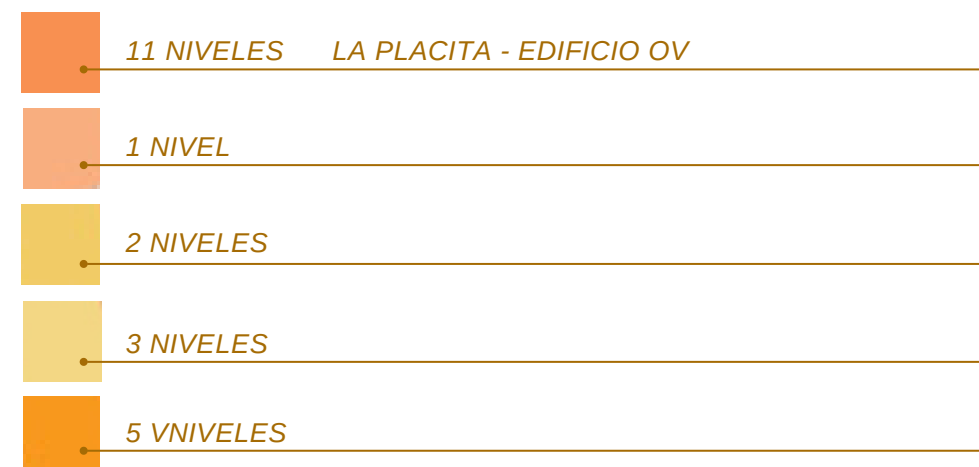 11 NIVELES LA PLACITA - EDIFICIO OV
1 NIVEL
2 NIVELES
3 NIVELES
5 VNIVELES